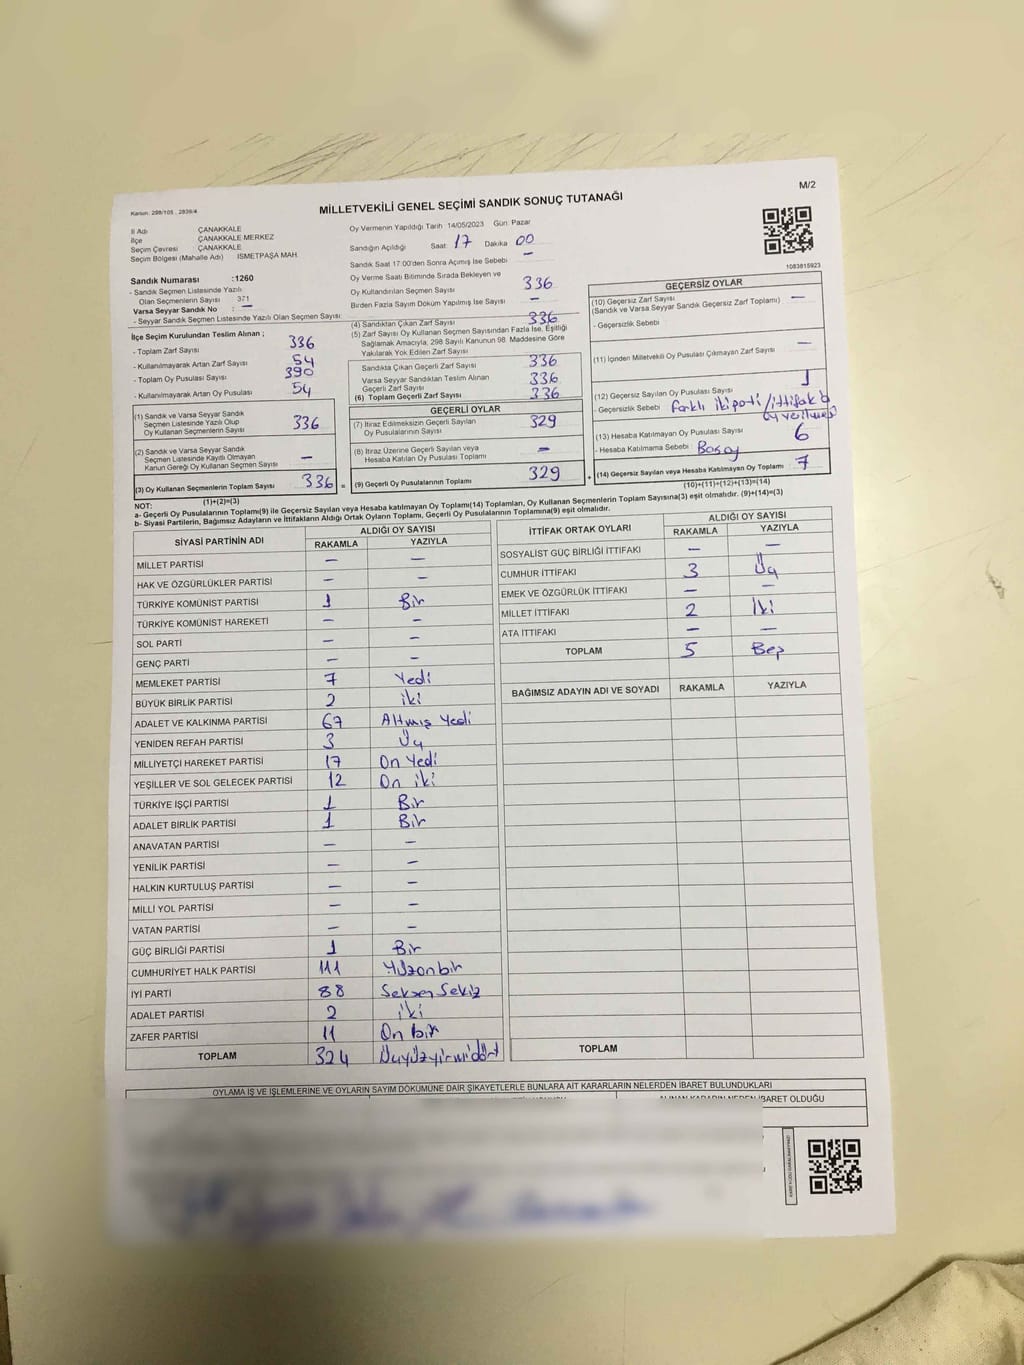 M/2
Kanun: 298/105 , 2839/4
MİLLETVEKİLİ GENEL SEÇİMİ SANDIK SONUÇ TUTANAĞI
İl Adı ÇANAKKALE
İlçe ÇANAKKALE MERKEZ
Seçim Çevresi ÇANAKKALE
Seçim Bölgesi (Mahalle Adı) İSMETPAŞA MAH.
Sandık Numarası :1260
- Sandık Seçmen Listesinde Yazılı
Olan Seçmenlerin Sayısı 371
Varsa Seyyar Sandık No : —
- Seyyar Sandık Seçmen Listesinde Yazılı Olan Seçmen Sayısı:
İlçe Seçim Kurulundan Teslim Alınan ;
- Toplam Zarf Sayısı 336
- Kullanılmayarak Artan Zarf Sayısı 54
- Toplam Oy Pusulası Sayısı 390
- Kullanılmayarak Artan Oy Pusulası 54
(1) Sandık ve Varsa Seyyar Sandık
Seçmen Listesinde Yazılı Olup
Oy Kullanan Seçmenlerin Sayısı 336
(2) Sandık ve Varsa Seyyar Sandık
Seçmen Listesinde Kaydı Olmayan
Kanun Gereği Oy Kullanan Seçmen Sayısı —
(3) Oy Kullanan Seçmenlerin Toplam Sayısı 336 =
(1)+(2)=(3)
Oy Vermenin Yapıldığı Tarih 14/05/2023 Gün: Pazar
Sandığın Açıldığı Saat: 17 Dakika 00
Sandık Saat 17:00'den Sonra Açılmış İse Sebebi —
Oy Verme Saati Bitiminde Sırada Bekleyen ve
Oy Kullandırılan Seçmen Sayısı 336
Birden Fazla Sayım Döküm Yapılmış İse Sayısı —
(4) Sandıktan Çıkan Zarf Sayısı 336
(5) Zarf Sayısı Oy Kullanan Seçmen Sayısından Fazla İse, Eşitliği
Sağlamak Amacıyla, 298 Sayılı Kanunun 98. Maddesine Göre
Yakılarak Yok Edilen Zarf Sayısı
Sandıkta Çıkan Geçerli Zarf Sayısı 336
Varsa Seyyar Sandıktan Teslim Alınan
Geçerli Zarf Sayısı 336
(6) Toplam Geçerli Zarf Sayısı 336
GEÇERLİ OYLAR
(7) İtiraz Edilmeksizin Geçerli Sayılan
Oy Pusulalarının Sayısı 329
(8) İtiraz Üzerine Geçerli Sayılan veya
Hesaba Katılan Oy Pusulası Toplamı —
(9) Geçerli Oy Pusulalarının Toplamı 329 +
1083815923
GEÇERSİZ OYLAR
(10) Geçersiz Zarf Sayısı
(Sandık ve Varsa Seyyar Sandık Geçersiz Zarf Toplamı) —
- Geçersizlik Sebebi :
(11) İçinden Milletvekili Oy Pusulası Çıkmayan Zarf Sayısı —
(12) Geçersiz Sayılan Oy Pusulası Sayısı 1
- Geçersizlik Sebebi Farklı iki parti/ittifak'a
oy verilmesi
(13) Hesaba Katılmayan Oy Pusulası Sayısı 6
- Hesaba Katılmama Sebebi : Boş oy
(14) Geçersiz Sayılan veya Hesaba Katılmayan Oy Toplamı 7
(10)+(11)+(12)+(13)=(14)
NOT:
a- Geçerli Oy Pusulalarının Toplamı(9) ile Geçersiz Sayılan veya Hesaba katılmayan Oy Toplamı(14) Toplamları, Oy Kullanan Seçmenlerin Toplam Sayısına(3) eşit olmalıdır. (9)+(14)=(3)
b- Siyasi Partilerin, Bağımsız Adayların ve İttifakların Aldığı Ortak Oyların Toplamı, Geçerli Oy Pusulalarının Toplamına(9) eşit olmalıdır.
SİYASİ PARTİNİN ADI ALDIĞI OY SAYISI
RAKAMLA YAZIYLA
MİLLET PARTİSİ — —
HAK VE ÖZGÜRLÜKLER PARTİSİ — —
TÜRKİYE KOMÜNİST PARTİSİ 1 Bir
TÜRKİYE KOMÜNİST HAREKETİ — —
SOL PARTİ — —
GENÇ PARTİ — —
MEMLEKET PARTİSİ 7 Yedi
BÜYÜK BİRLİK PARTİSİ 2 iki
ADALET VE KALKINMA PARTİSİ 67 Altmış Yedi
YENİDEN REFAH PARTİSİ 3 Üç
MİLLİYETÇİ HAREKET PARTİSİ 17 On Yedi
YEŞİLLER VE SOL GELECEK PARTİSİ 12 On iki
TÜRKİYE İŞÇİ PARTİSİ 1 Bir
ADALET BİRLİK PARTİSİ 1 Bir
ANAVATAN PARTİSİ — —
YENİLİK PARTİSİ — —
HALKIN KURTULUŞ PARTİSİ — —
MİLLİ YOL PARTİSİ — —
VATAN PARTİSİ — —
GÜÇ BİRLİĞİ PARTİSİ 1 Bir
CUMHURİYET HALK PARTİSİ 111 Yüzonbir
İYİ PARTİ 88 Seksen Sekiz
ADALET PARTİSİ 2 iki
ZAFER PARTİSİ 11 On bir
TOPLAM 324 Üçyüzyirmidört
İTTİFAK ORTAK OYLARI ALDIĞI OY SAYISI
RAKAMLA YAZIYLA
SOSYALİST GÜÇ BİRLİĞİ İTTİFAKI — —
CUMHUR İTTİFAKI 3 Üç
EMEK VE ÖZGÜRLÜK İTTİFAKI — —
MİLLET İTTİFAKI 2 İki
ATA İTTİFAKI — —
TOPLAM 5 Beş
BAĞIMSIZ ADAYIN ADI VE SOYADI RAKAMLA YAZIYLA
TOPLAM
OYLAMA İŞ VE İŞLEMLERİNE VE OYLARIN SAYIM DÖKÜMÜNE DAİR ŞİKAYETLERLE BUNLARA AİT KARARLARIN NELERDEN İBARET BULUNDUKLARI
ALINAN KARARIN NEDEN İBARET OLDUĞU